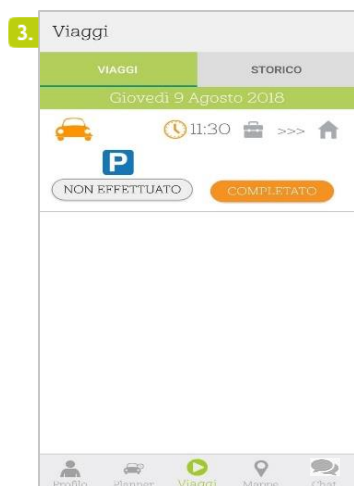 3.
Viaggi
VIAGGI STORICO
Giovedì 9 Agosto 2018
11:30 >>>
P
NON EFFETTUATO COMPLETATO
Profilo Planner Viaggi Mappe Chat